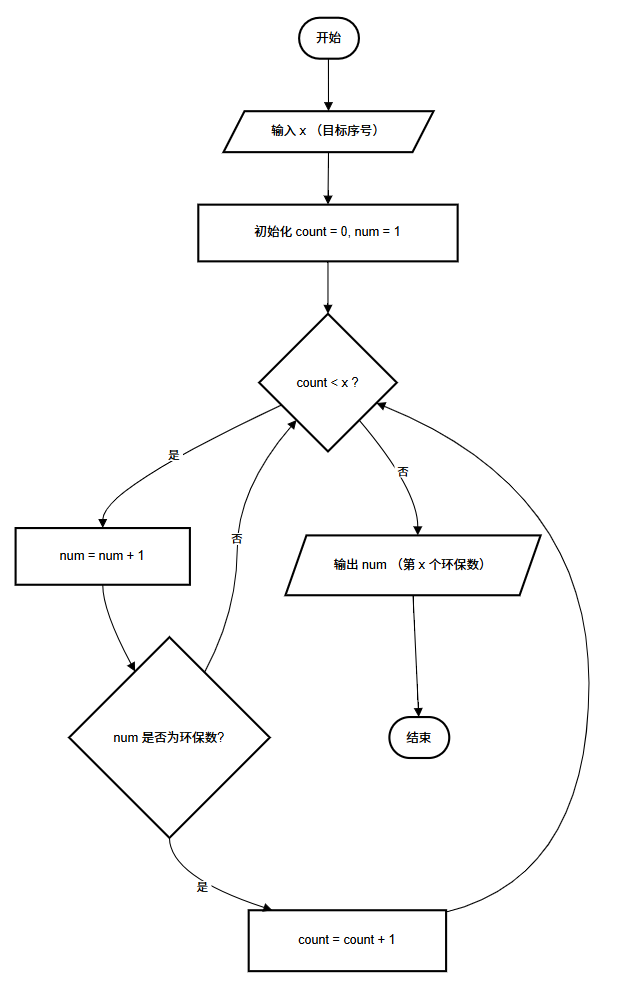 开始
输入 x （目标序号）
初始化 count = 0, num = 1
count < x ?
是
否
num = num + 1
否
输出 num （第 x 个环保数）
num 是否为环保数?
结束
是
count = count + 1